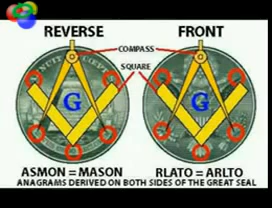 REVERSE FRONT
COMPASS
SQUARE
G G
ASMON = MASON RLATO = ARLTO
ANAGRAMS DERIVED ON BOTH SIDES OF THE GREAT SEAL